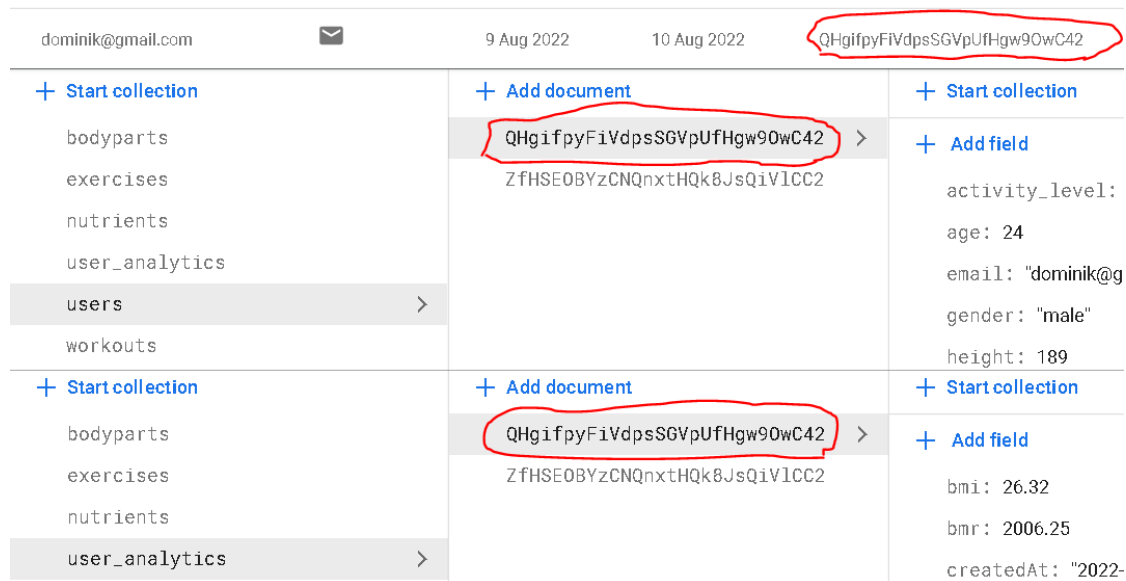 dominik@gmail.com 9 Aug 2022 10 Aug 2022 QHgifpyFiVdpsSGVpUfHgw9OwC42
+ Start collection + Add document + Start collection
bodyparts QHgifpyFiVdpsSGVpUfHgw9OwC42 > + Add field
exercises ZfHSEOBYzCNQnxtHQk8JsQiVlCC2 activity_level:
nutrients age: 24
user_analytics email: "dominik@g
users > gender: "male"
workouts height: 189
+ Start collection + Add document + Start collection
bodyparts QHgifpyFiVdpsSGVpUfHgw9OwC42 > + Add field
exercises ZfHSEOBYzCNQnxtHQk8JsQiVlCC2 bmi: 26.32
nutrients bmr: 2006.25
user_analytics > createdAt: "2022-